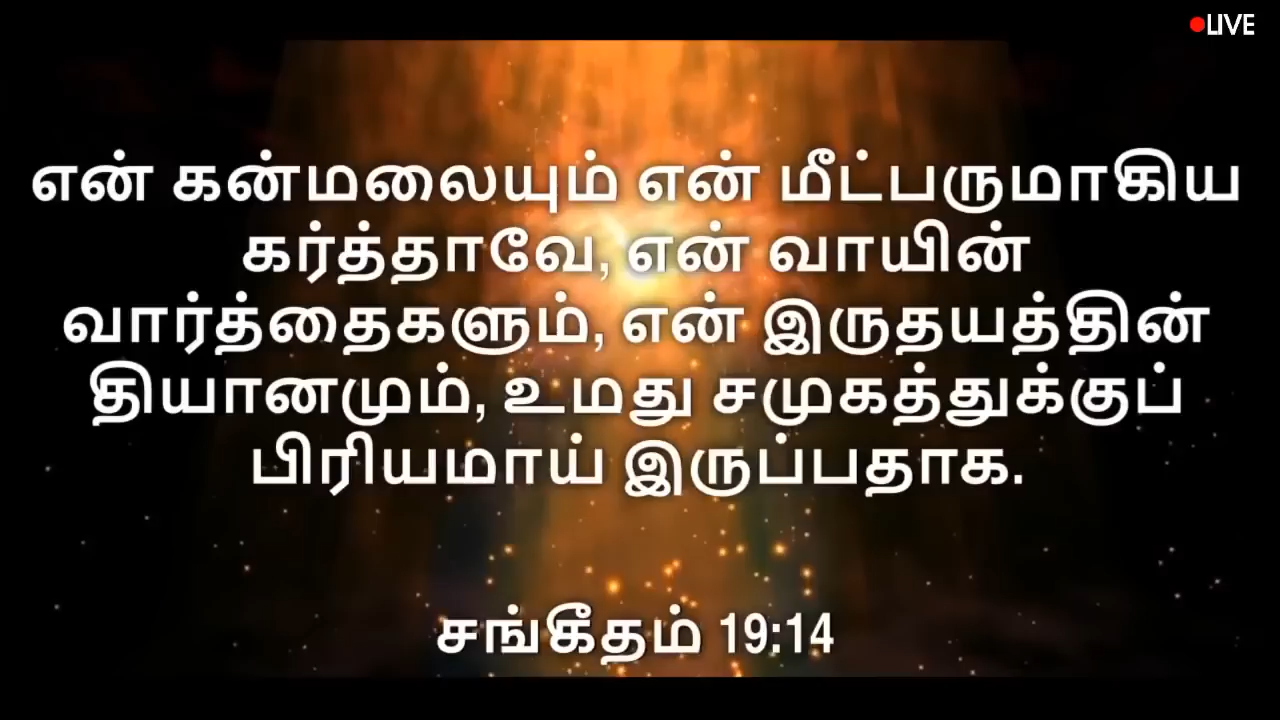 LIVE
என் கன்மலையும் என் மீட்பருமாகிய
கர்த்தாவே, என் வாயின்
வார்த்தைகளும், என் இருதயத்தின்
தியானமும், உமது சமுகத்துக்குப்
பிரியமாய் இருப்பதாக.
சங்கீதம் 19:14